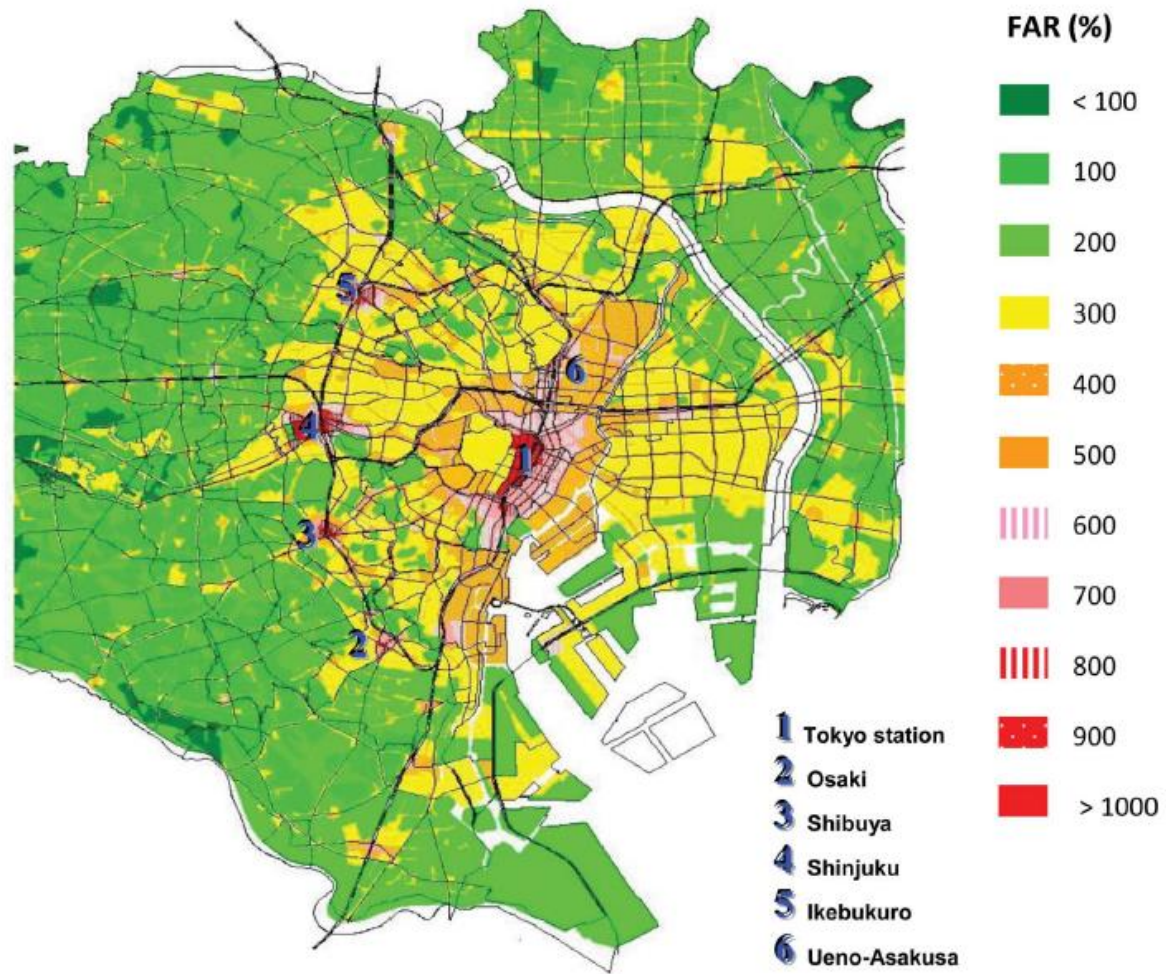 FAR (%)
< 100
100
200
300
400
500
600
700
800
900
> 1000
5
6
4
1
3
2
1 Tokyo station
2 Osaki
3 Shibuya
4 Shinjuku
5 Ikebukuro
6 Ueno-Asakusa